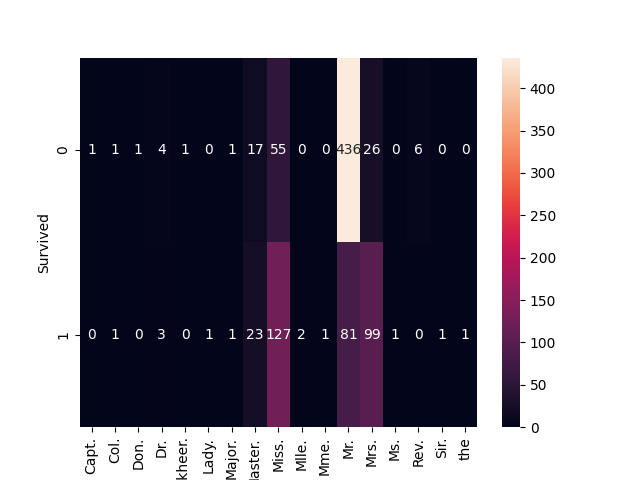 400
350
300
250
200
150
100
50
0
Survived
0
1
1 1 1 4 1 0 1 17 55 0 0 436 26 0 6 0 0
0 1 0 3 0 1 1 23 127 2 1 81 99 1 0 1 1
Capt.
Col.
Don.
Dr.
kheer.
Lady.
Major.
laster.
Miss.
Mlle.
Mme.
Mr.
Mrs.
Ms.
Rev.
Sir.
the